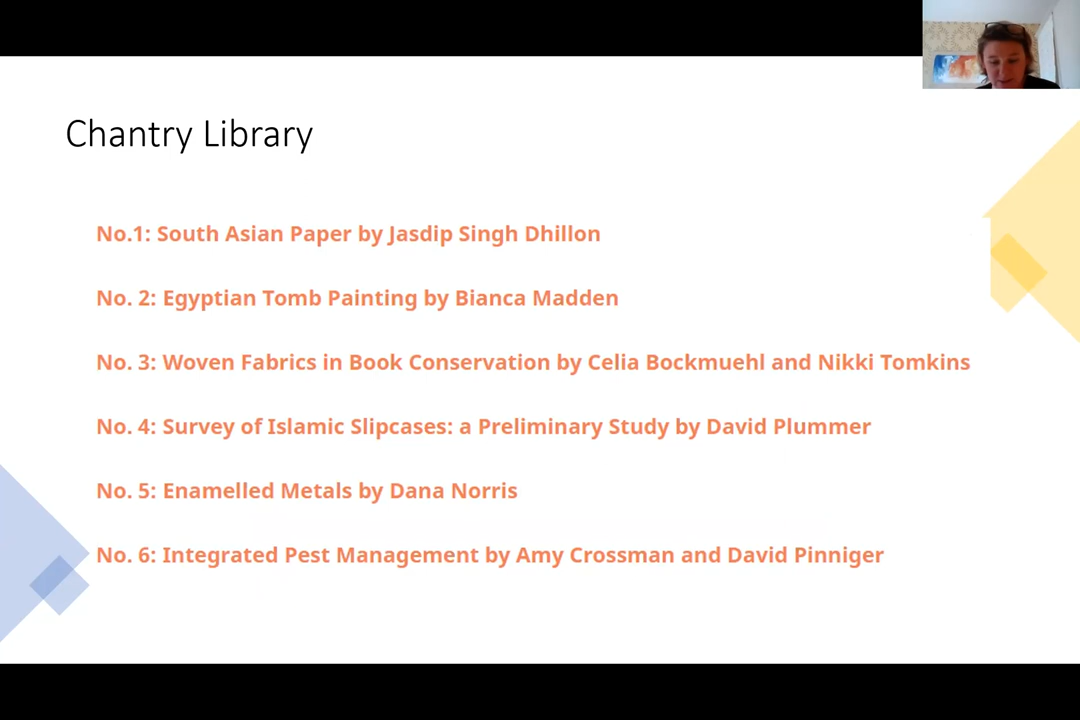 Chantry Library
No.1: South Asian Paper by Jasdip Singh Dhillon
No. 2: Egyptian Tomb Painting by Bianca Madden
No. 3: Woven Fabrics in Book Conservation by Celia Bockmuehl and Nikki Tomkins
No. 4: Survey of Islamic Slipcases: a Preliminary Study by David Plummer
No. 5: Enamelled Metals by Dana Norris
No. 6: Integrated Pest Management by Amy Crossman and David Pinniger